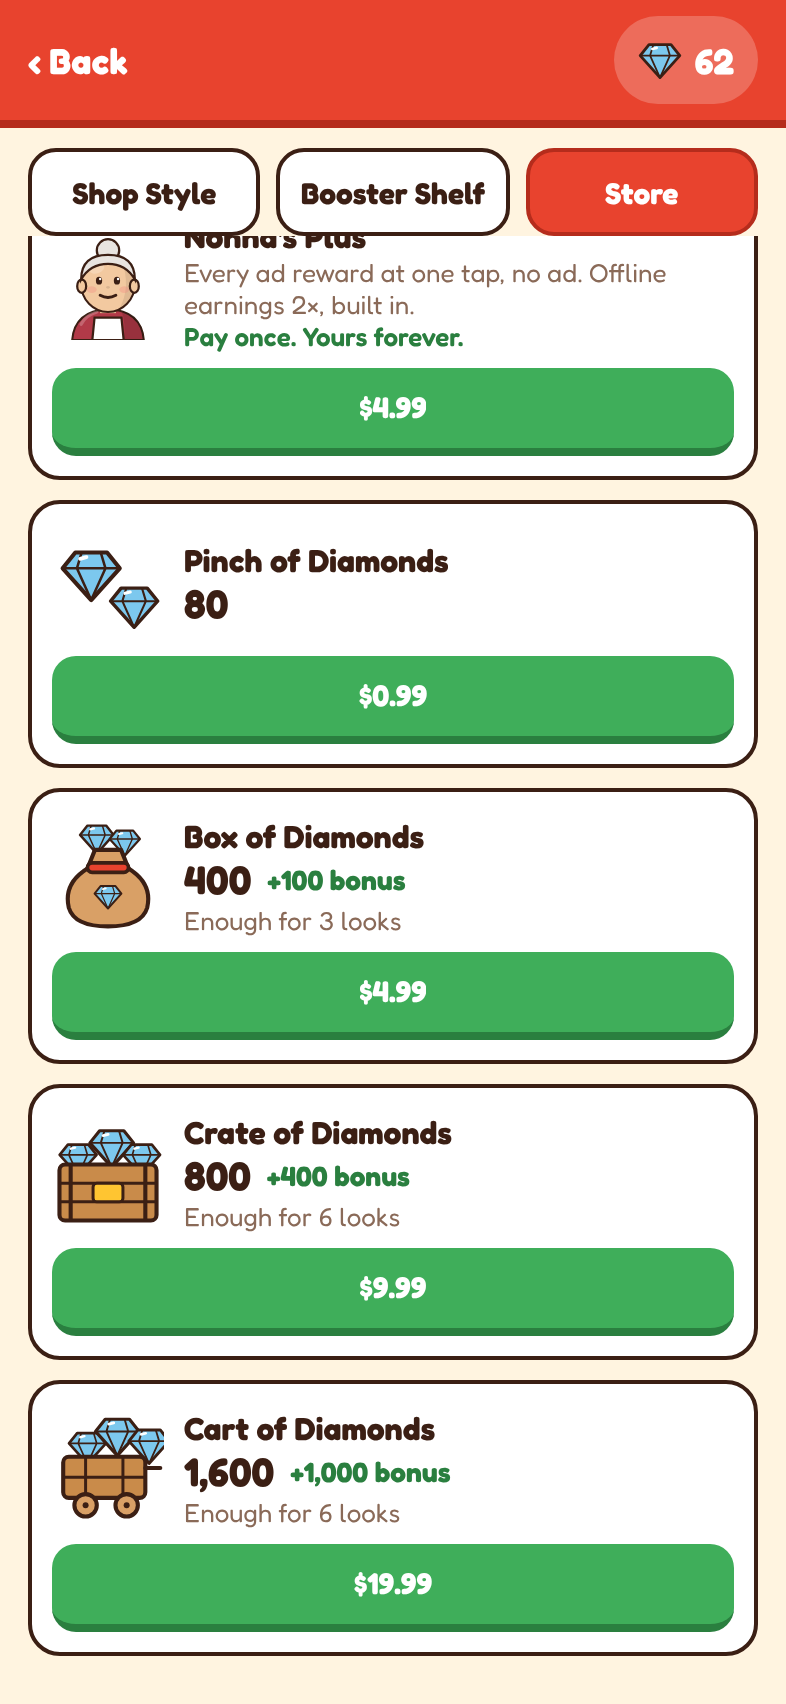 ‹ Back
62
Shop Style
Booster Shelf
Store
Nonna's Plus
Every ad reward at one tap, no ad. Offline
earnings 2×, built in.
Pay once. Yours forever.
$4.99
Pinch of Diamonds
80
$0.99
Box of Diamonds
400 +100 bonus
Enough for 3 looks
$4.99
Crate of Diamonds
800 +400 bonus
Enough for 6 looks
$9.99
Cart of Diamonds
1,600 +1,000 bonus
Enough for 6 looks
$19.99